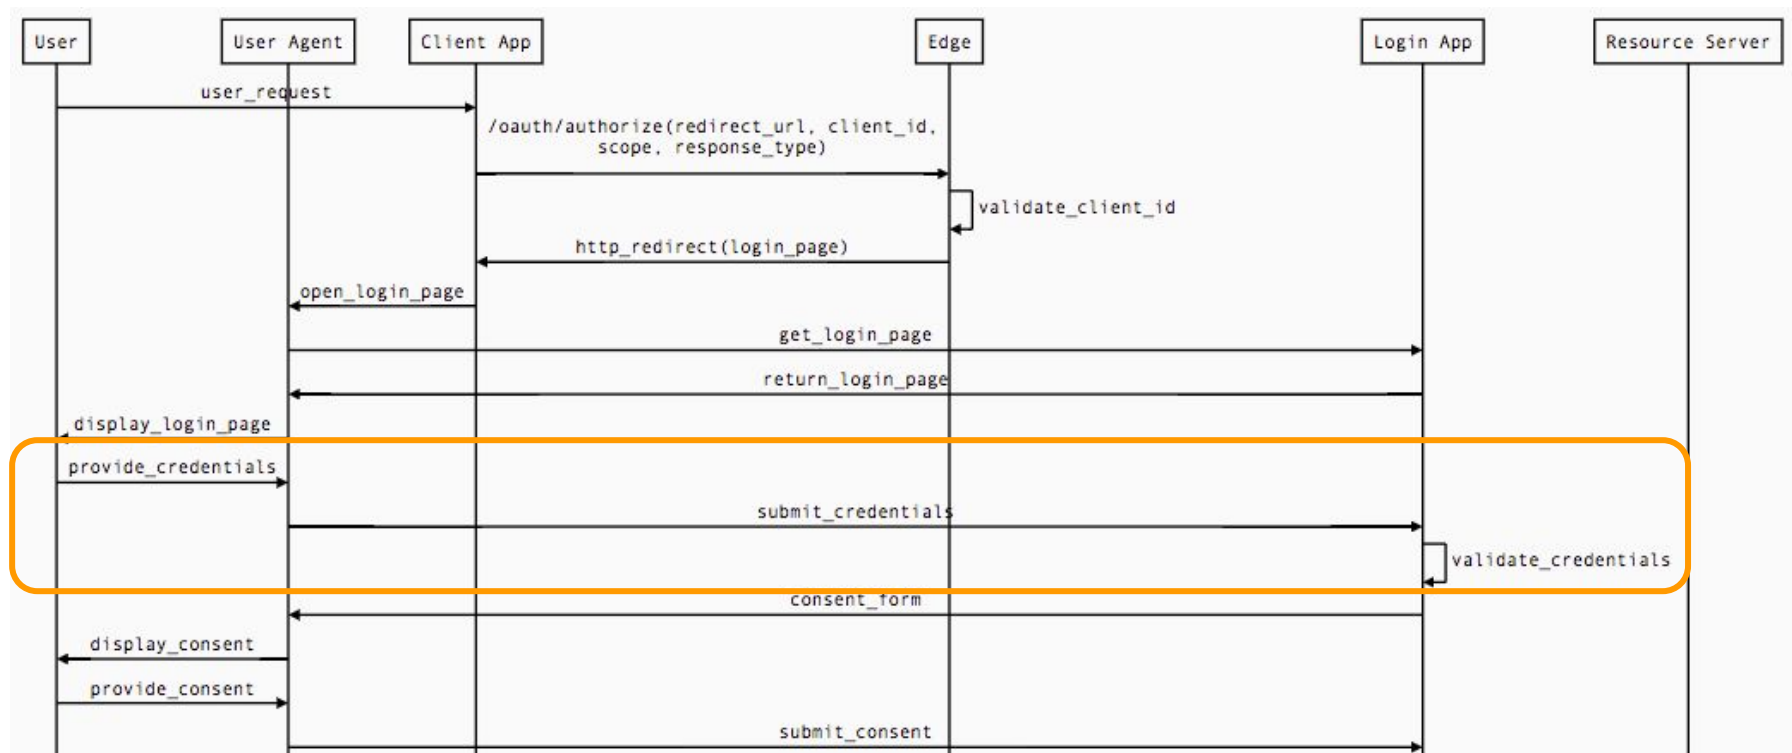 User
User Agent
Client App
Edge
Login App
Resource Server
user_request
/oauth/authorize(redirect_url, client_id,
scope, response_type)
validate_client_id
http_redirect(login_page)
open_login_page
get_login_page
return_login_page
display_login_page
provide_credentials
submit_credentials
validate_credentials
consent_form
display_consent
provide_consent
submit_consent